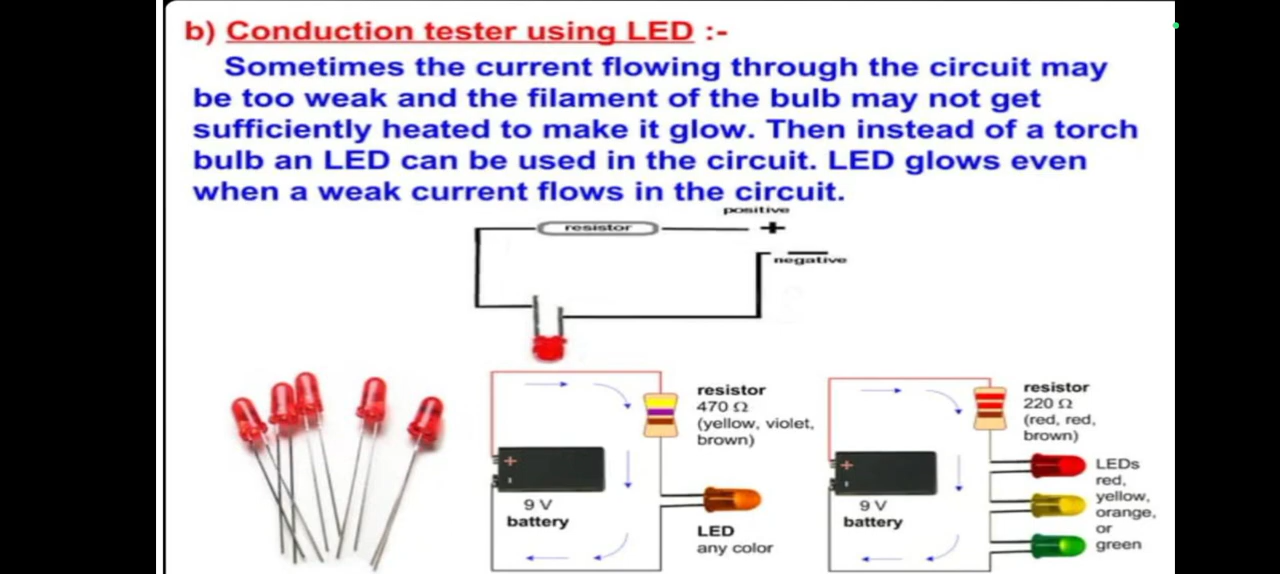 b) Conduction tester using LED :-
Sometimes the current flowing through the circuit may
be too weak and the filament of the bulb may not get
sufficiently heated to make it glow. Then instead of a torch
bulb an LED can be used in the circuit. LED glows even
when a weak current flows in the circuit.
positive
resistor
+
negative
resistor
470 Ω
(yellow, violet,
brown)
+
-
9 V
battery
LED
any color
resistor
220 Ω
(red, red,
brown)
+
-
9 V
battery
LEDs
red,
yellow,
orange,
or
green